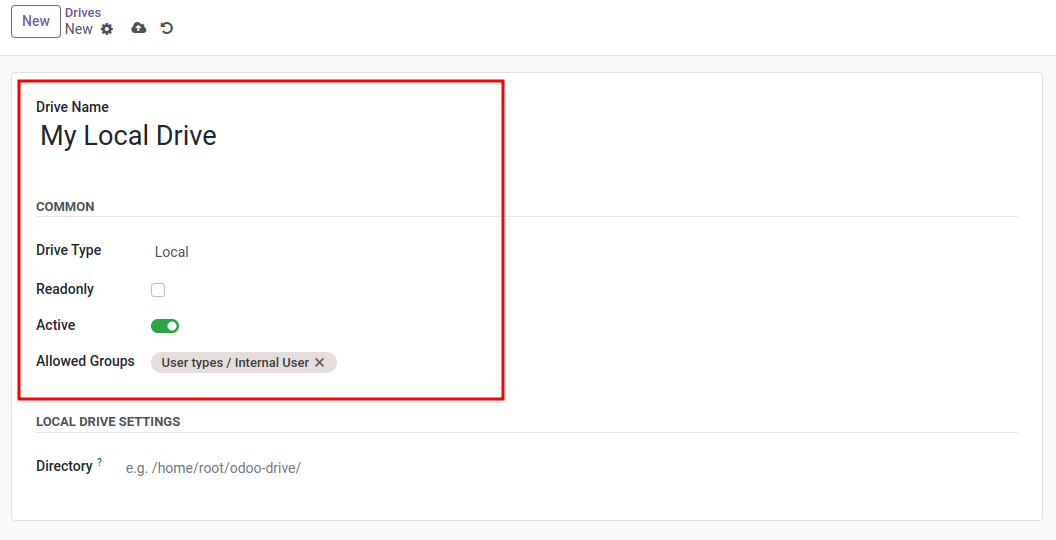 New
Drives
New
Drive Name
My Local Drive
COMMON
Drive Type Local
Readonly
Active
Allowed Groups User types / Internal User
LOCAL DRIVE SETTINGS
Directory ? e.g. /home/root/odoo-drive/